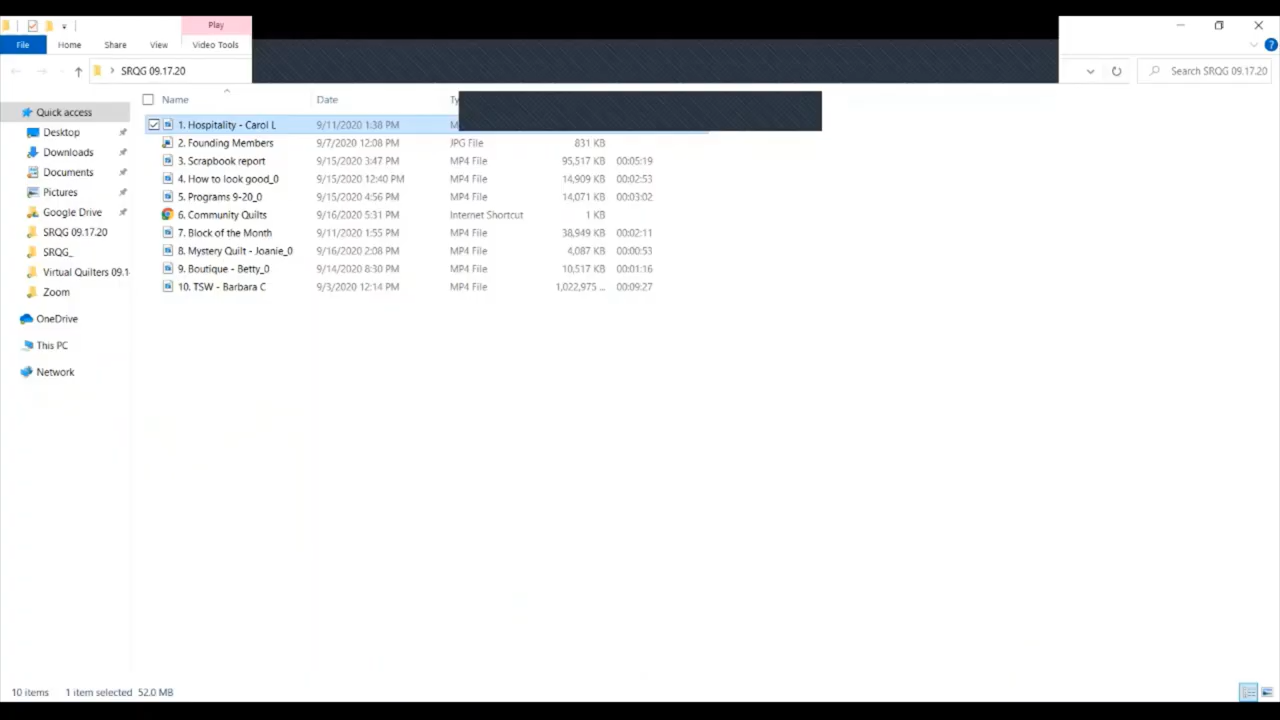 Play
File Home Share View Video Tools
SRQG 09.17.20 Search SRQG 09.17.20
Name Date
Quick access
Desktop
Downloads
Documents
Pictures
Google Drive
SRQG 09.17.20
SRQG_
Virtual Quilters 09.1
Zoom
OneDrive
This PC
Network
1. Hospitality - Carol L 9/11/2020 1:38 PM
2. Founding Members 9/7/2020 12:08 PM JPG File 831 KB
3. Scrapbook report 9/15/2020 3:47 PM MP4 File 95,517 KB 00:05:19
4. How to look good_0 9/15/2020 12:40 PM MP4 File 14,909 KB 00:02:53
5. Programs 9-20_0 9/15/2020 4:56 PM MP4 File 14,071 KB 00:03:02
6. Community Quilts 9/16/2020 5:31 PM Internet Shortcut 1 KB
7. Block of the Month 9/11/2020 1:55 PM MP4 File 38,949 KB 00:02:11
8. Mystery Quilt - Joanie_0 9/16/2020 2:08 PM MP4 File 4,087 KB 00:00:53
9. Boutique - Betty_0 9/14/2020 8:30 PM MP4 File 10,517 KB 00:01:16
10. TSW - Barbara C 9/3/2020 12:14 PM MP4 File 1,022,975 ... 00:09:27
10 items 1 item selected 52.0 MB